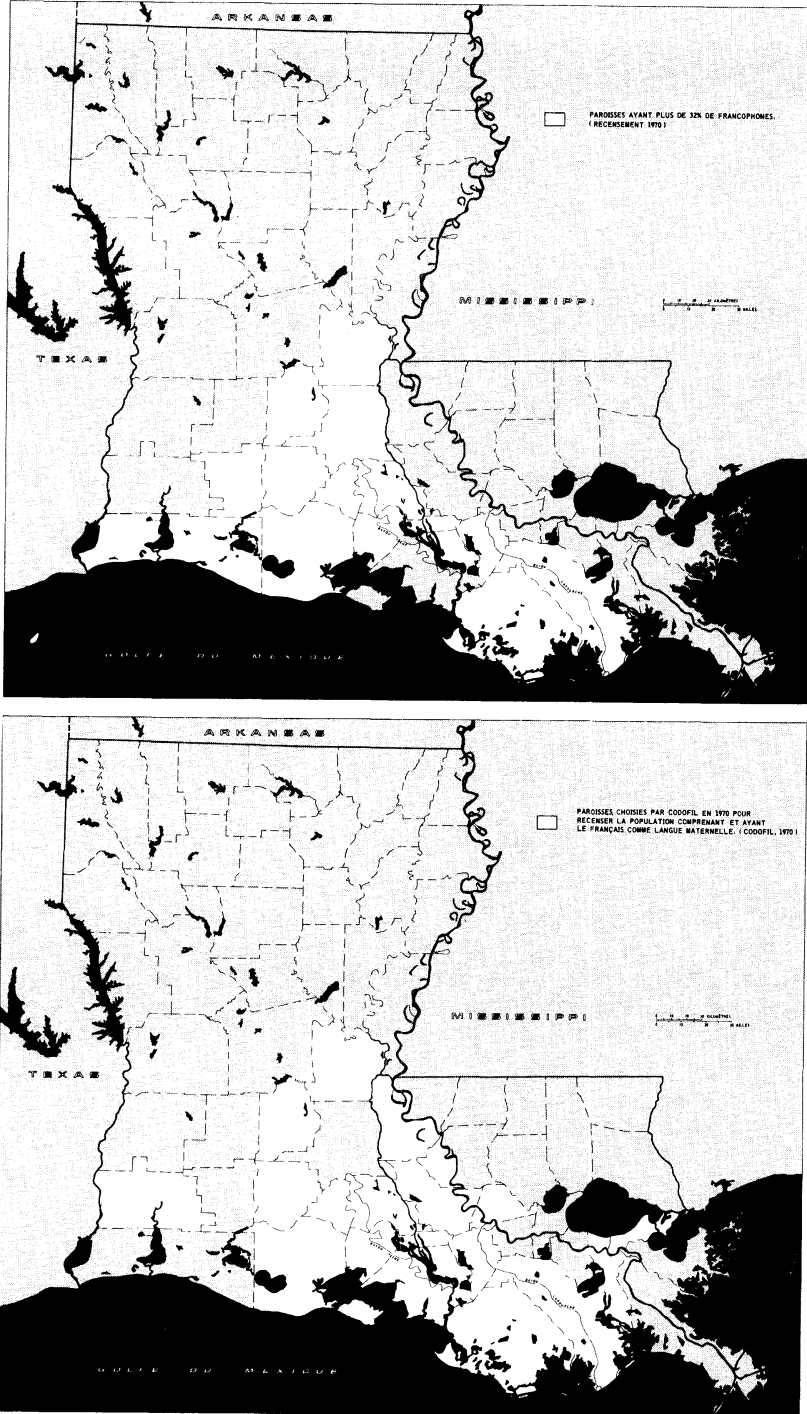 ARKANSAS
PAROISSES AYANT PLUS DE 32% DE FRANCOPHONES.
(RECENSEMENT 1970)
MISSISSIPPI
TEXAS
GOLFE DU MEXIQUE
ARKANSAS
PAROISSES, CHOISIES PAR CODOFIL EN 1970 POUR
RECENSER LA POPULATION COMPRENANT ET AYANT
LE FRANÇAIS COMME LANGUE MATERNELLE. (CODOFIL, 1970)
MISSISSIPPI
TEXAS
GOLFE DU MEXIQUE